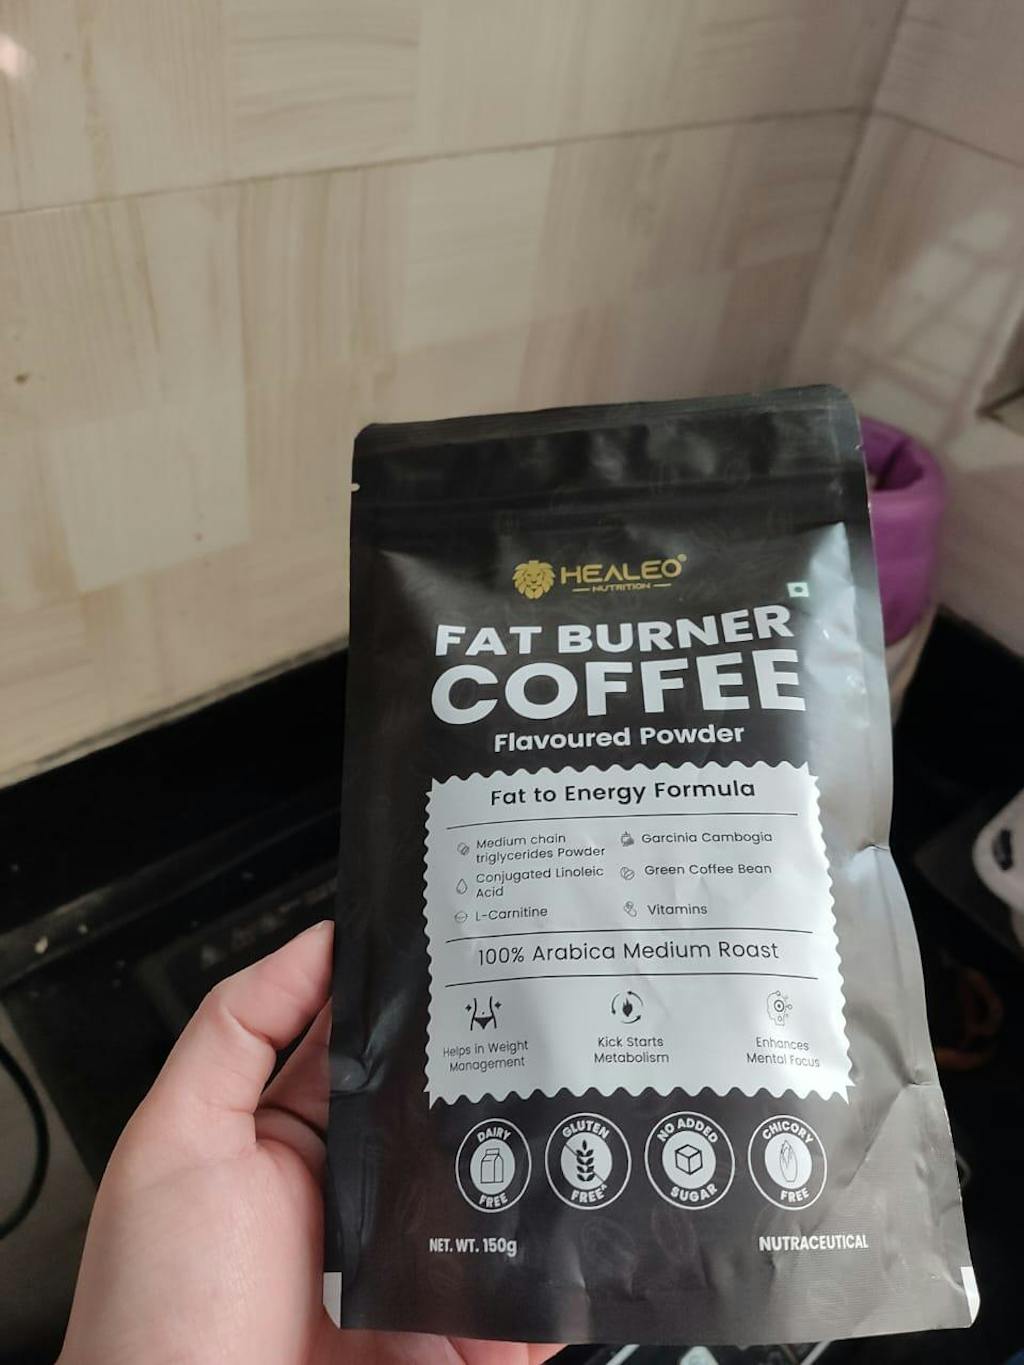 HEALEO
NUTRITION
FAT BURNER
COFFEE
Flavoured Powder
Fat to Energy Formula
Medium chain
triglycerides Powder
Garcinia Cambogia
Conjugated Linoleic
Acid
Green Coffee Bean
L-Carnitine
Vitamins
100% Arabica Medium Roast
Helps in Weight
Management
Kick Starts
Metabolism
Enhances
Mental Focus
DAIRY
FREE
GLUTEN
FREE
NO ADDED
SUGAR
CHICORY
FREE
NET. WT. 150g
NUTRACEUTICAL